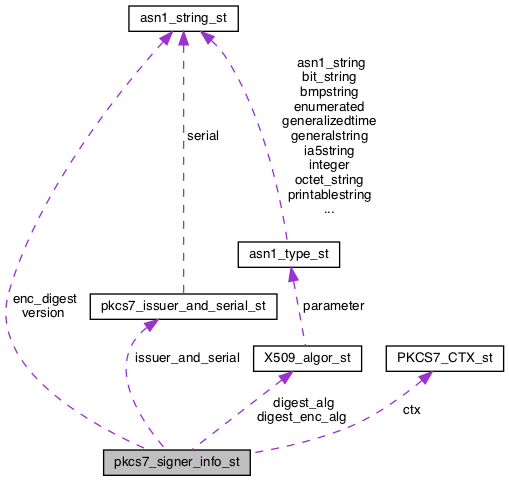 asn1_string_st
asn1_string
bit_string
bmpstring
enumerated
generalizedtime
generalstring
ia5string
integer
octet_string
printablestring
...
serial
asn1_type_st
enc_digest
version
pkcs7_issuer_and_serial_st
parameter
issuer_and_serial
X509_algor_st
PKCS7_CTX_st
digest_alg
digest_enc_alg
ctx
pkcs7_signer_info_st